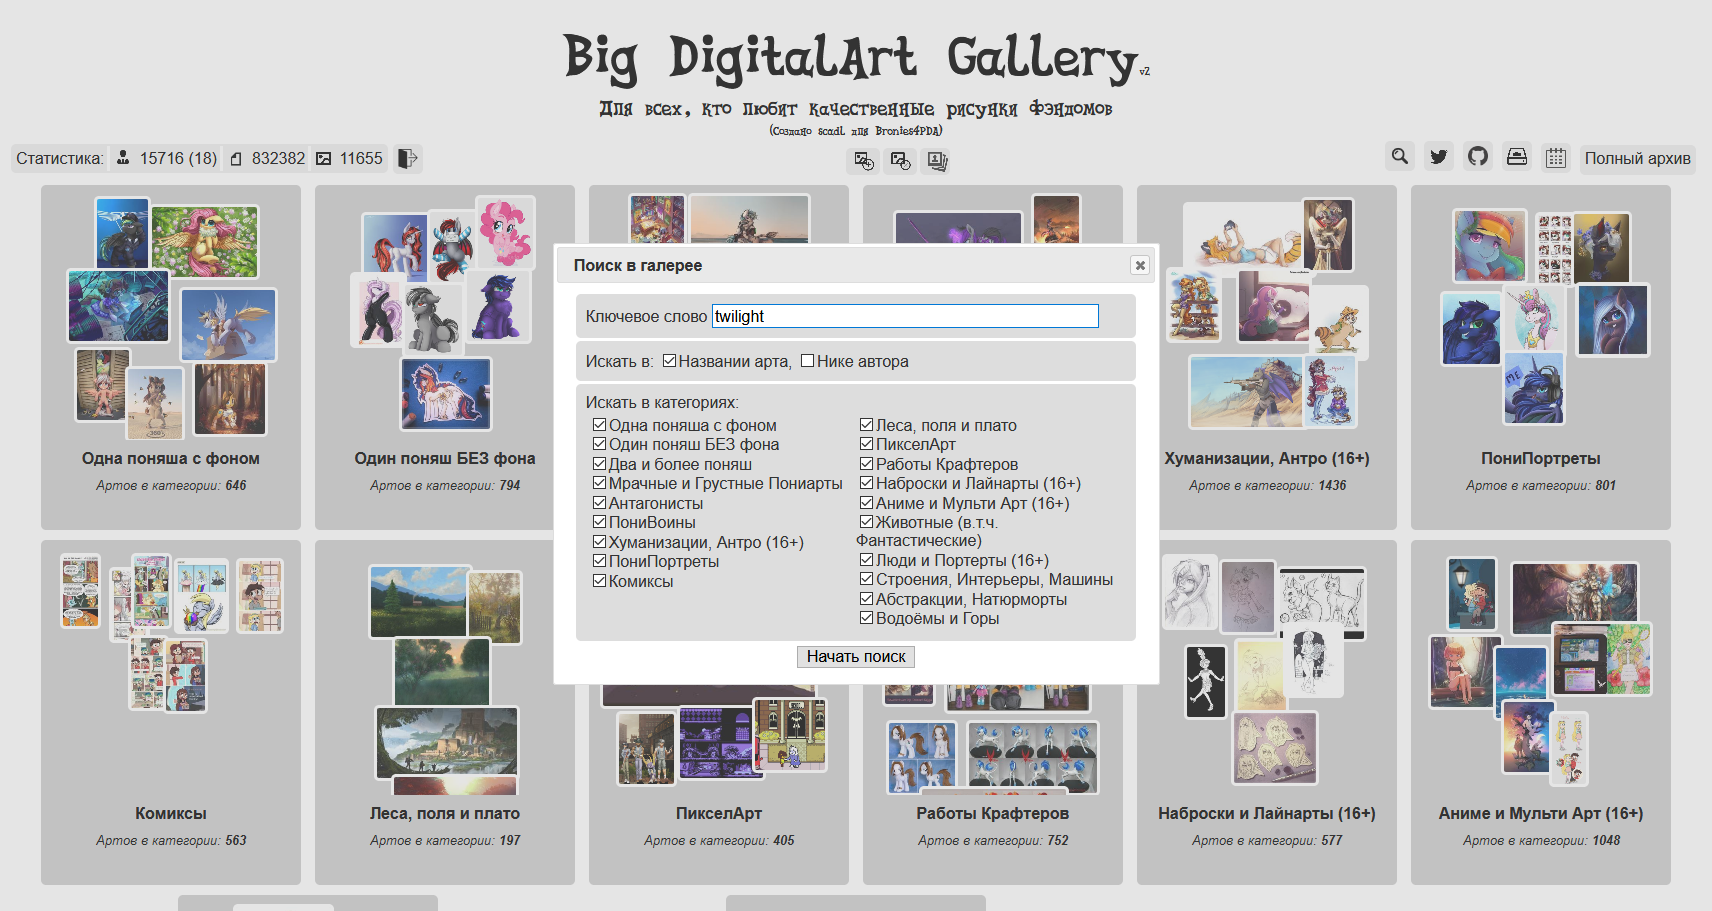 Big DigitalArt Gallery v2
Для всех, кто любит качественные рисунки фэндомов
(Создано scadl для Bronies4PDA)
Статистика: 15716 (18) 832382 11655
Полный архив
Поиск в галерее
Ключевое слово twilight
Искать в: Названии арта, Нике автора
Искать в категориях:
Одна поняша с фоном
Один поняш БЕЗ фона
Два и более поняш
Мрачные и Грустные Пониарты
Антагонисты
ПониВоины
Хуманизации, Антро (16+)
ПониПортреты
Комиксы
Леса, поля и плато
ПикселАрт
Работы Крафтеров
Наброски и Лайнарты (16+)
Аниме и Мульти Арт (16+)
Животные (в.т.ч.
Фантастические)
Люди и Портерты (16+)
Строения, Интерьеры, Машины
Абстракции, Натюрморты
Водоёмы и Горы
Начать поиск
Одна поняша с фоном
Артов в категории: 646
Один поняш БЕЗ фона
Артов в категории: 794
Хуманизации, Антро (16+)
Артов в категории: 1436
ПониПортреты
Артов в категории: 801
Комиксы
Артов в категории: 563
Леса, поля и плато
Артов в категории: 197
ПикселАрт
Артов в категории: 405
Работы Крафтеров
Артов в категории: 752
Наброски и Лайнарты (16+)
Артов в категории: 577
Аниме и Мульти Арт (16+)
Артов в категории: 1048